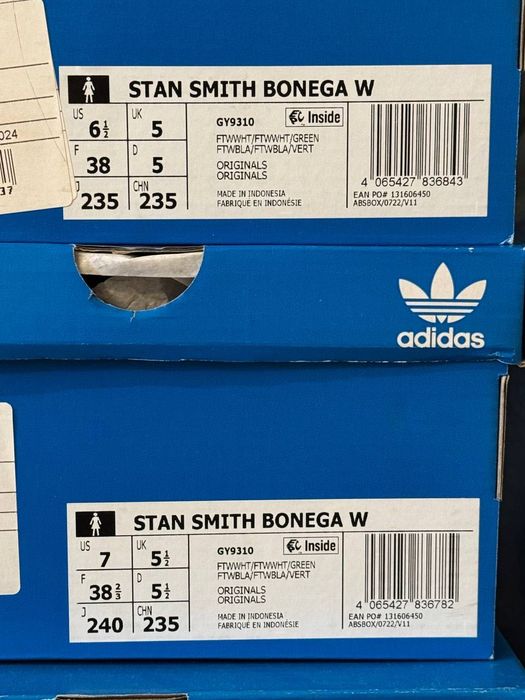 024
37
STAN SMITH BONEGA W
US 6½ UK 5
F 38 D 5
J 235 CHN 235
GY9310 Inside
FTWWHT/FTWWHT/GREEN
FTWBLA/FTWBLA/VERT
ORIGINALS
ORIGINALS
MADE IN INDONESIA
FABRIQUÉ EN INDONÉSIE
4 065427 836843
EAN PO# 131606450
ABSBOX/0722/V11
adidas
STAN SMITH BONEGA W
US 7 UK 5½
F 38⅔ D 5½
J 240 CHN 235
GY9310 Inside
FTWWHT/FTWWHT/GREEN
FTWBLA/FTWBLA/VERT
ORIGINALS
ORIGINALS
MADE IN INDONESIA
FABRIQUÉ EN INDONÉSIE
4 065427 836782
EAN PO# 131606450
ABSBOX/0722/V11